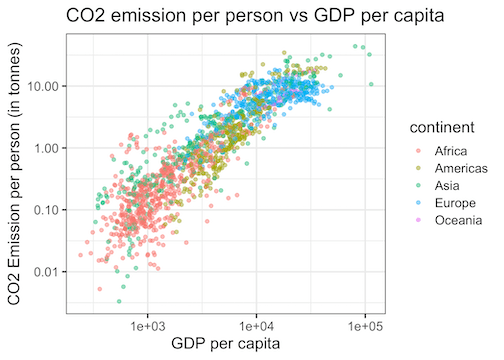 CO2 emission per person vs GDP per capita
CO2 Emission per person (in tonnes)
10.00
1.00
0.10
0.01
1e+03
1e+04
1e+05
GDP per capita
continent
Africa
Americas
Asia
Europe
Oceania